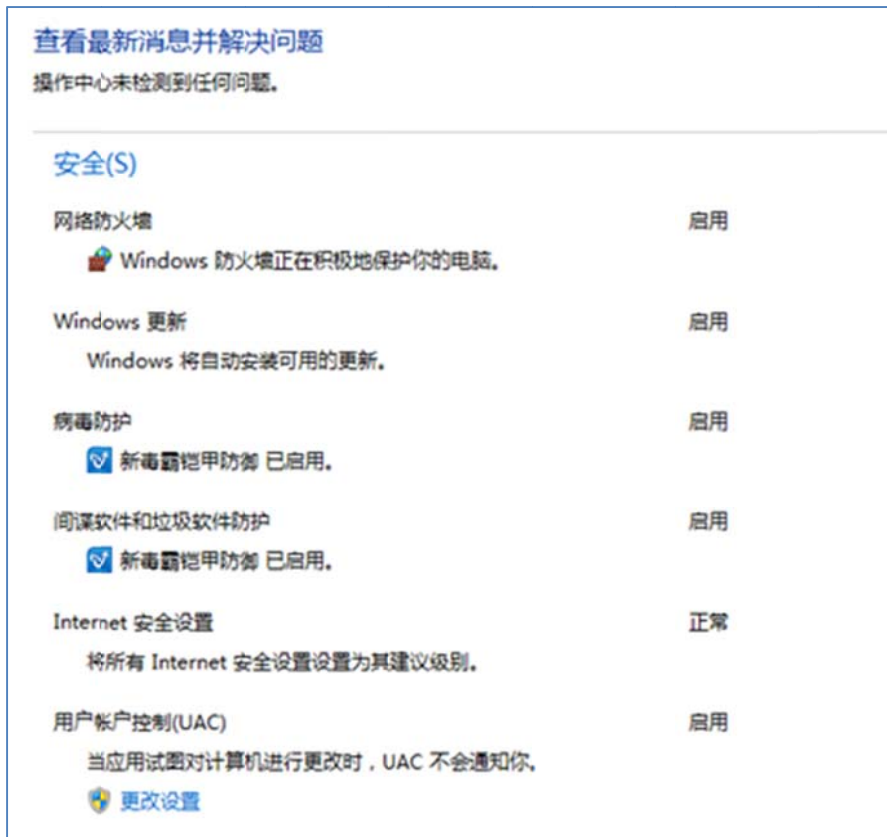 查看最新消息并解决问题
操作中心未检测到任何问题。
安全(S)
网络防火墙 启用
Windows 防火墙正在积极地保护你的电脑。
Windows 更新 启用
Windows 将自动安装可用的更新。
病毒防护 启用
新毒霸铠甲防御 已启用。
间谍软件和垃圾软件防护 启用
新毒霸铠甲防御 已启用。
Internet 安全设置 正常
将所有 Internet 安全设置设置为其建议级别。
用户帐户控制(UAC) 启用
当应用试图对计算机进行更改时，UAC 不会通知你。
更改设置